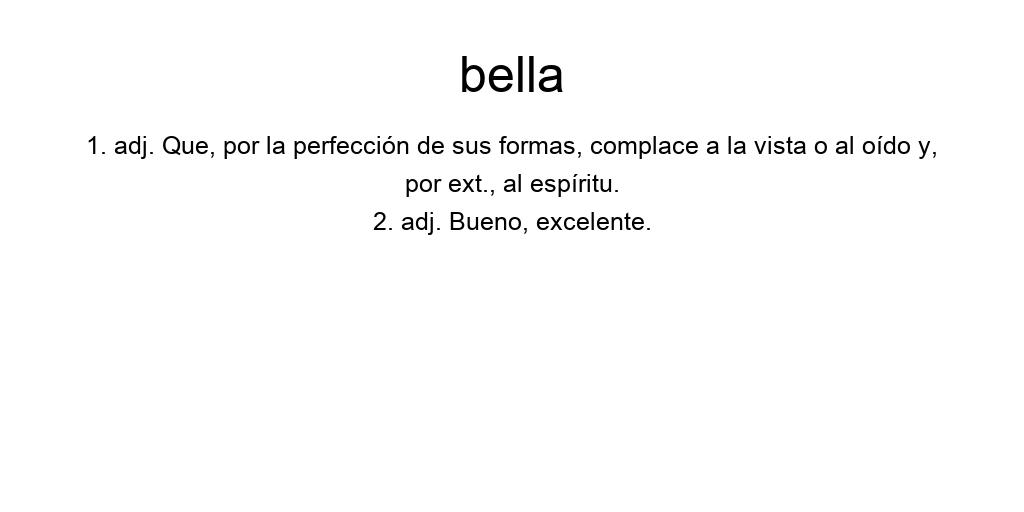 bella
1. adj. Que, por la perfección de sus formas, complace a la vista o al oído y,
por ext., al espíritu.
2. adj. Bueno, excelente.